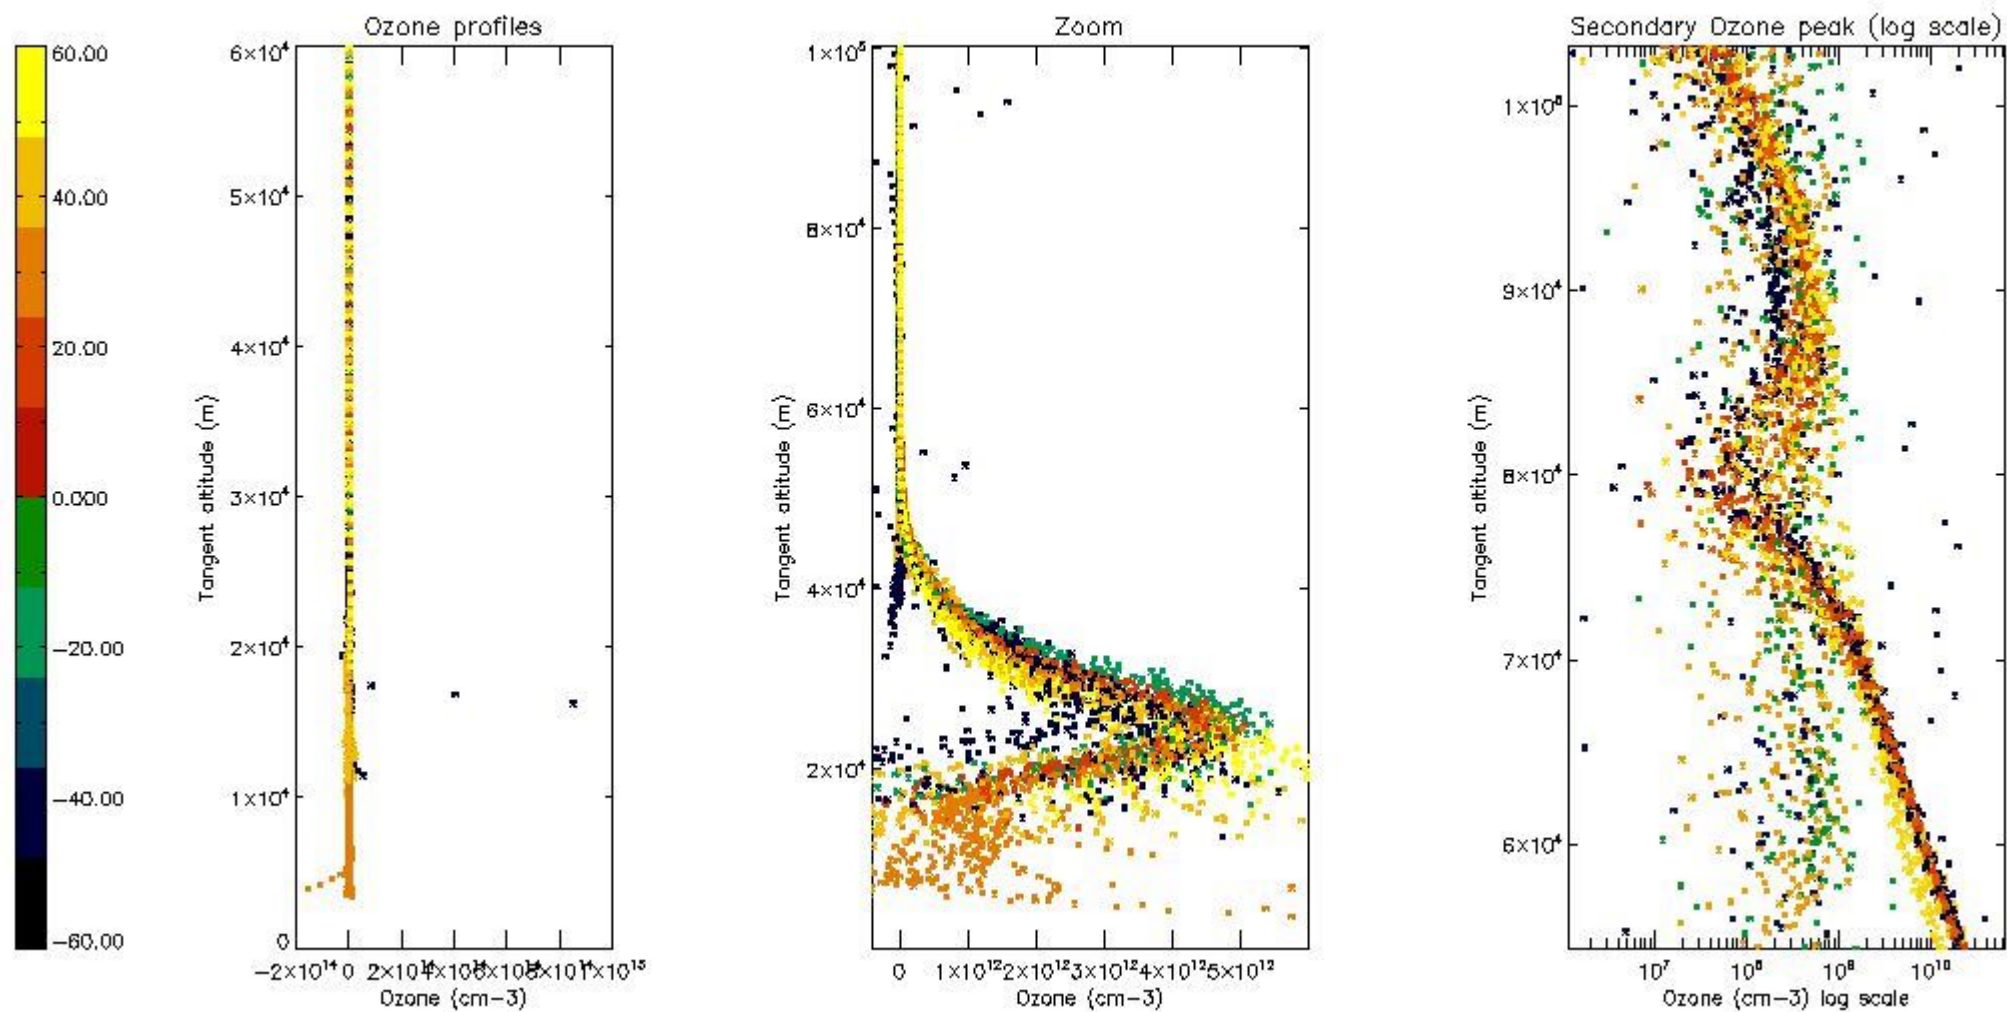 Ozone profiles
Zoom
Secondary Ozone peak (log scale)
60.00
40.00
20.00
0.000
−20.00
−40.00
−60.00
6×10⁴
5×10⁴
4×10⁴
3×10⁴
2×10⁴
1×10⁴
0
Tangent altitude (m)
−2×10¹⁴ 0
Ozone (cm−3)
1×10⁵
8×10⁴
6×10⁴
4×10⁴
2×10⁴
Tangent altitude (m)
0 1×10¹² 2×10¹² 3×10¹² 4×10¹² 5×10¹²
Ozone (cm−3)
9×10⁴
8×10⁴
7×10⁴
6×10⁴
Tangent altitude (m)
10⁷ 10⁸ 10⁹ 10¹⁰
Ozone (cm−3) log scale